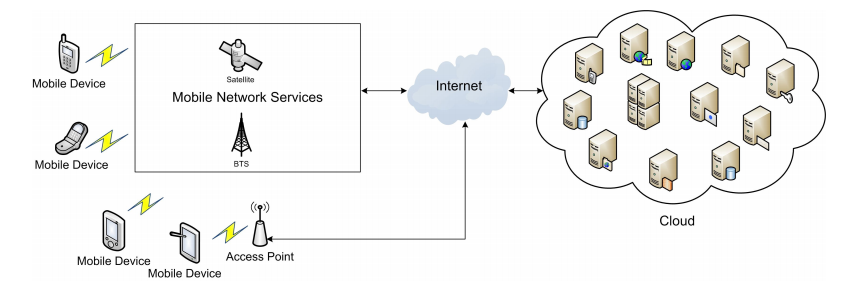 Mobile Device
Satellite
Mobile Network Services
BTS
Mobile Device
Internet
Mobile Device
Mobile Device
Access Point
Cloud